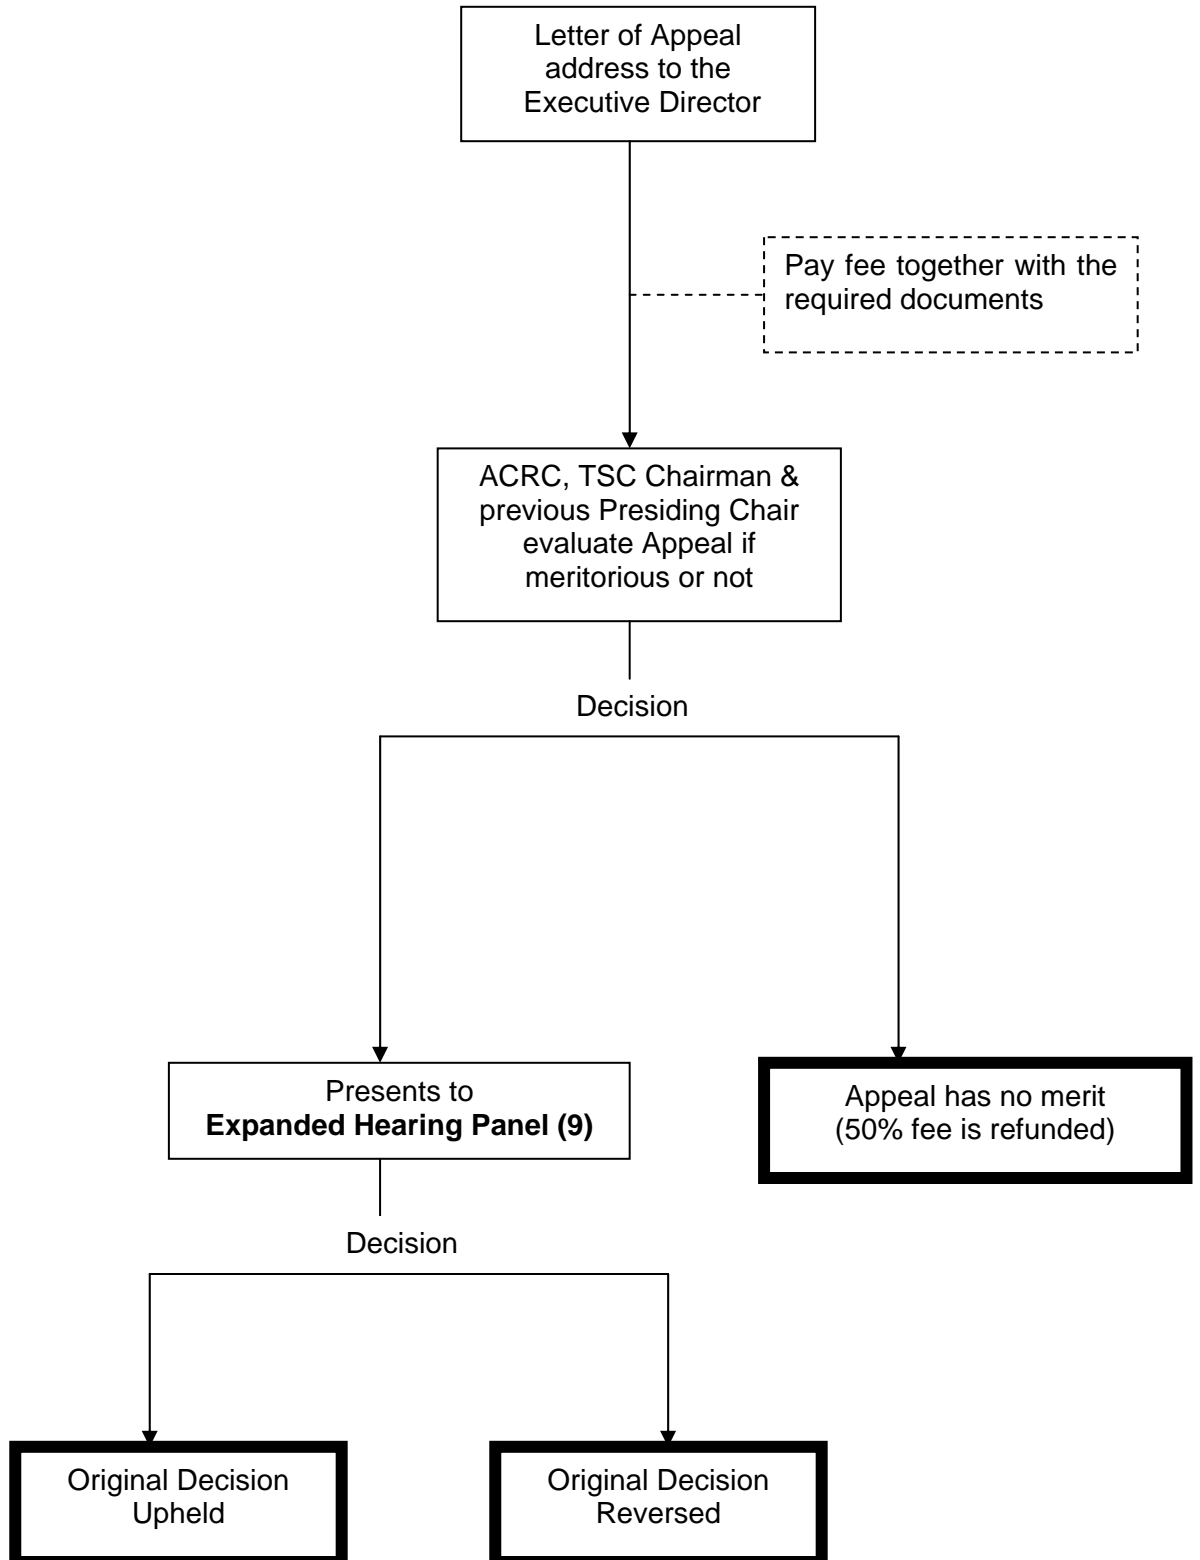 Letter of Appeal
address to the
Executive Director
Pay fee together with the
required documents
ACRC, TSC Chairman &
previous Presiding Chair
evaluate Appeal if
meritorious or not
Decision
Presents to
Expanded Hearing Panel (9)
Appeal has no merit
(50% fee is refunded)
Decision
Original Decision
Upheld
Original Decision
Reversed